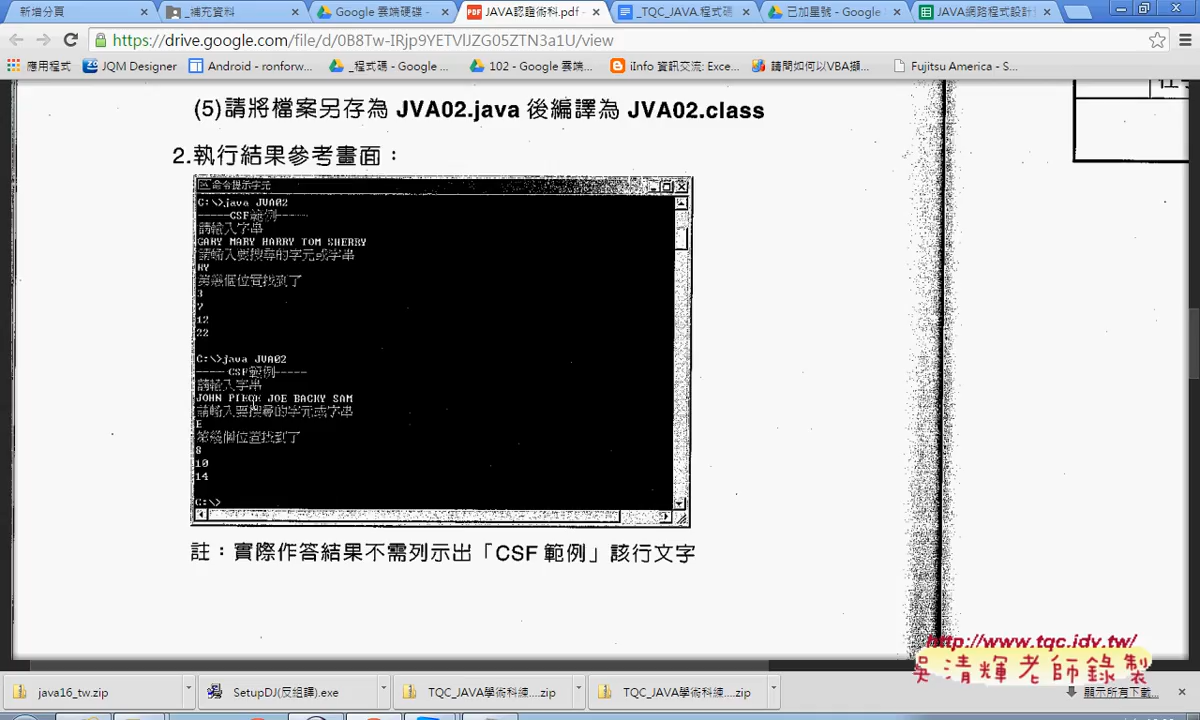 新增分頁
_補充資料
Google 雲端硬碟 -
JAVA認證術科.pdf -
_TQC_JAVA.程式碼
已加星號 - Google
JAVA網路程式設計
https://drive.google.com/file/d/0B8Tw-IRjp9YETVlJZG05ZTN3a1U/view
應用程式
JQM Designer
Android - ronforw...
_程式碼 - Google ...
102 - Google 雲端...
iInfo 資訊交流: Exce...
請問如何以VBA擷...
Fujitsu America - S...
(5)請將檔案另存為 JVA02.java 後編譯為 JVA02.class
2.執行結果參考畫面：
命令提示字元
C:\>java JVA02
-----CSF範例-----
請輸入字串
GARY MARY HARRY TOM SHERRY
請輸入要搜尋的字元或字串
RY
第幾個位置找到了
3
7
12
22
C:\>java JVA02
-----CSF範例-----
請輸入字串
JOHN JOE BACKY SAM
請輸入要搜尋的字元或字串
E
第幾個位置找到了
8
10
14
C:\>
註：實際作答結果不需列示出「CSF 範例」該行文字
http://www.tqc.idv.tw/
吳清輝老師錄製
java16_tw.zip
SetupDJ(反組譯).exe
TQC_JAVA學術科練....zip
TQC_JAVA學術科練....zip
顯示所有下載...